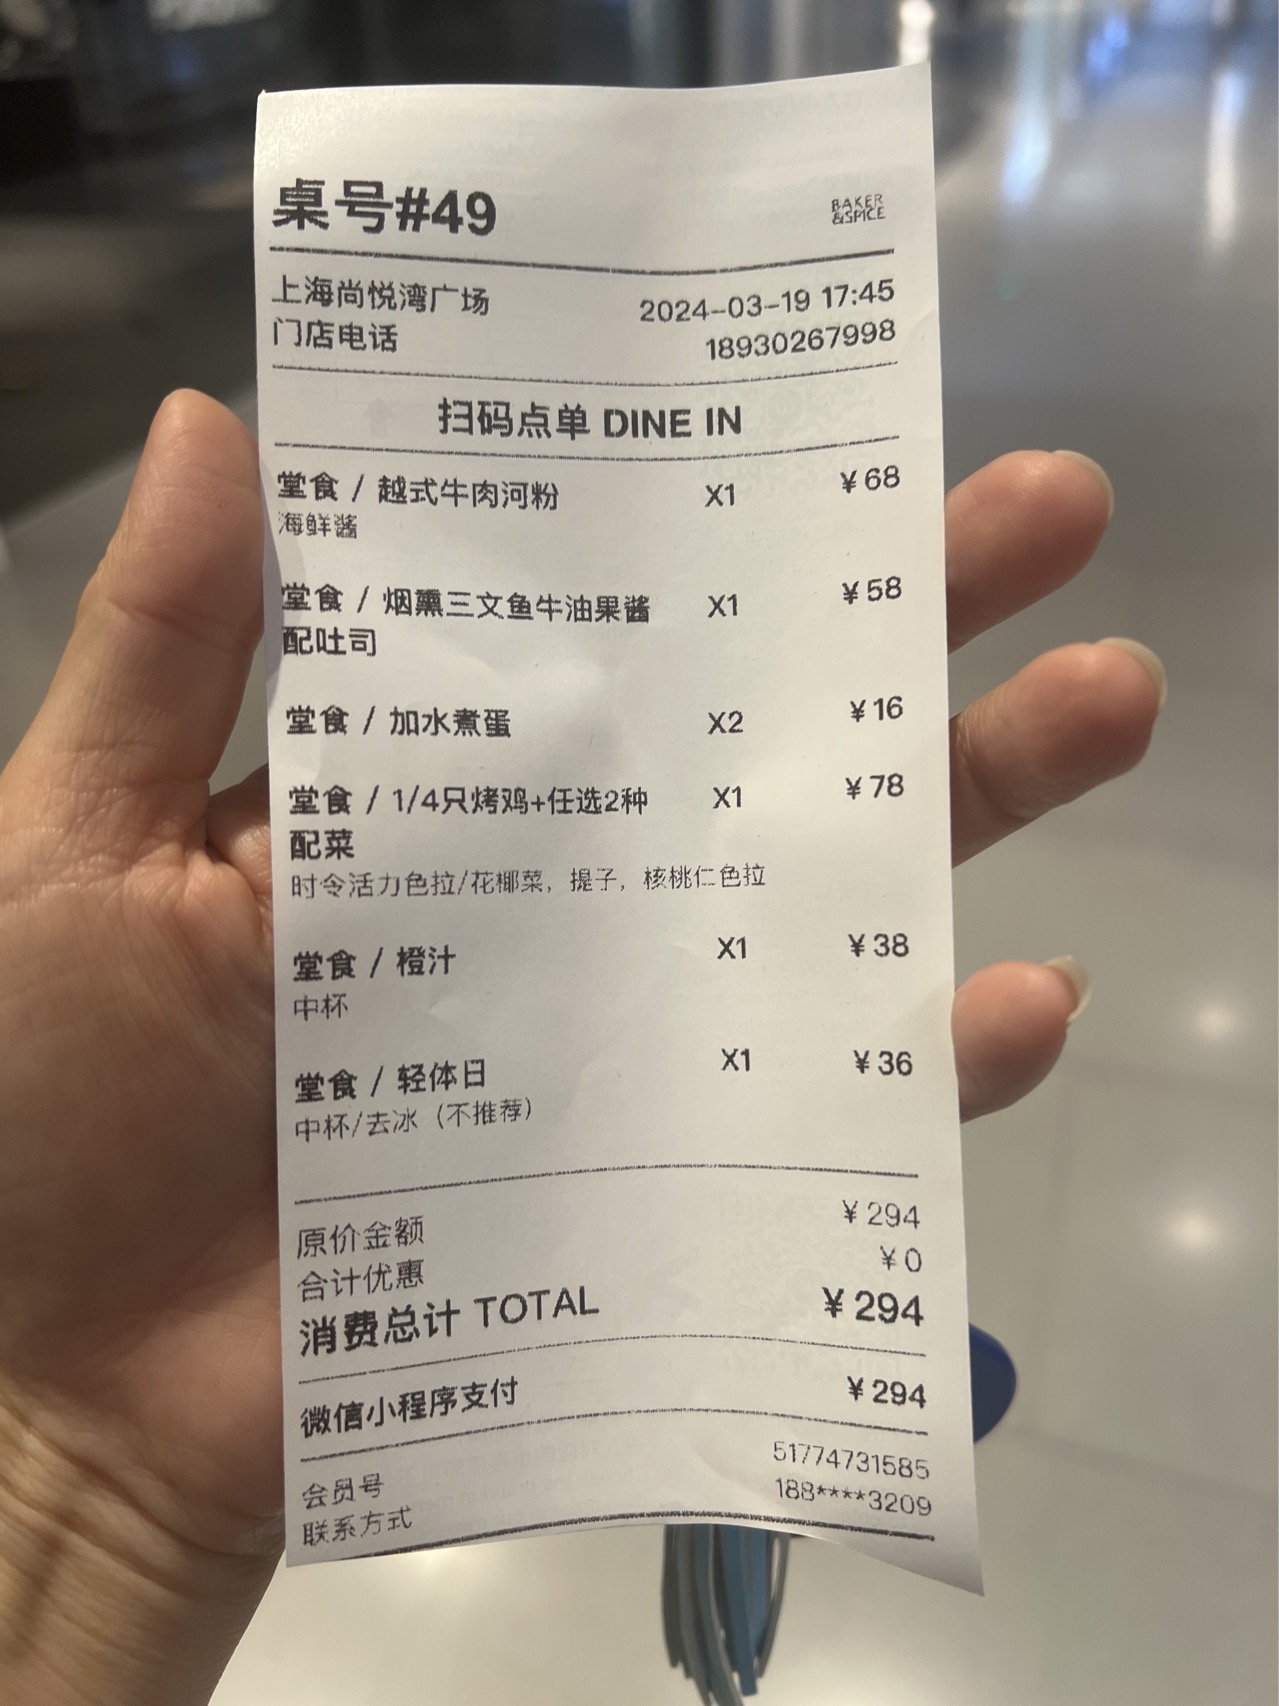 桌号#49
BAKER
&SPICE
上海尚悦湾广场 2024-03-19 17:45
门店电话 18930267998
扫码点单 DINE IN
堂食 / 越式牛肉河粉 X1 ¥68
海鲜酱
堂食 / 烟熏三文鱼牛油果酱 X1 ¥58
配吐司
堂食 / 加水煮蛋 X2 ¥16
堂食 / 1/4只烤鸡+任选2种 X1 ¥78
配菜
时令活力色拉/花椰菜，提子，核桃仁色拉
堂食 / 橙汁 X1 ¥38
中杯
堂食 / 轻体日 X1 ¥36
中杯/去冰（不推荐）
原价金额 ¥294
合计优惠 ¥0
消费总计 TOTAL ¥294
微信小程序支付 ¥294
会员号 51774731585
联系方式 188****3209